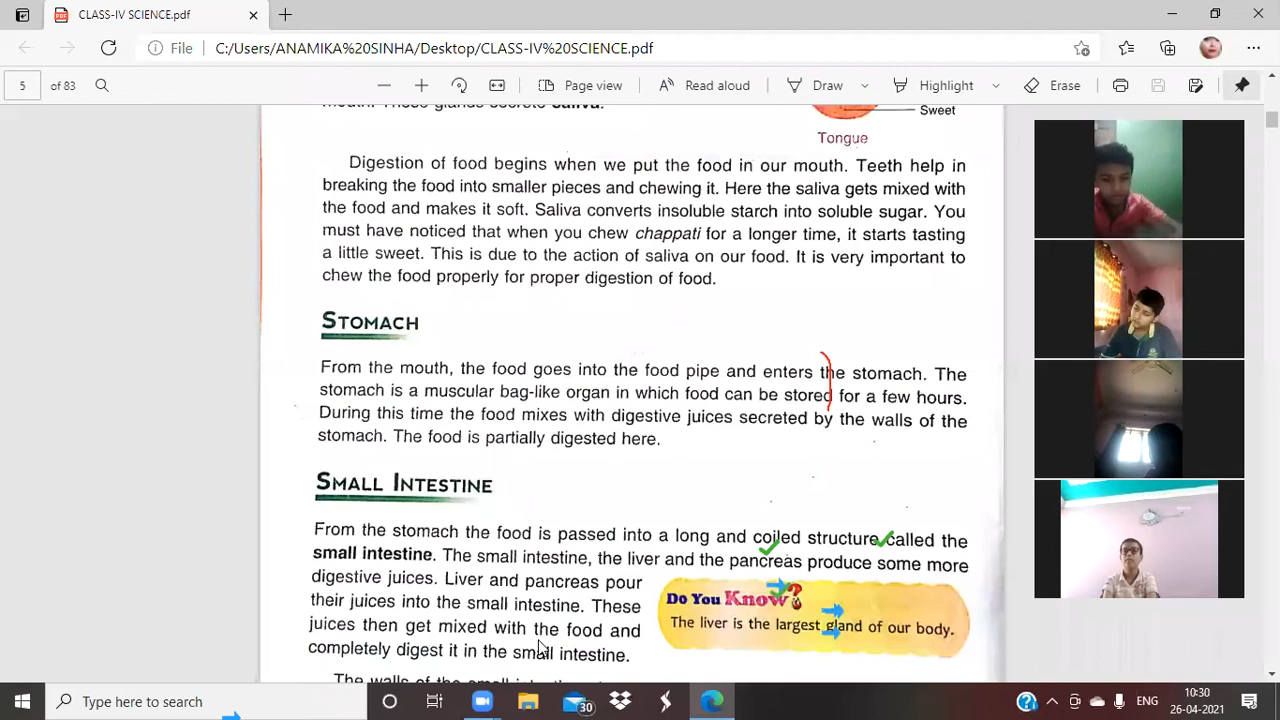 CLASS-IV SCIENCE.pdf
File C:/Users/ANAMIKA%20SINHA/Desktop/CLASS-IV%20SCIENCE.pdf
5 of 83 Page view Read aloud Draw Highlight Erase
mouth. These glands secrete saliva.
Sweet
Tongue
Digestion of food begins when we put the food in our mouth. Teeth help in
breaking the food into smaller pieces and chewing it. Here the saliva gets mixed with
the food and makes it soft. Saliva converts insoluble starch into soluble sugar. You
must have noticed that when you chew chappati for a longer time, it starts tasting
a little sweet. This is due to the action of saliva on our food. It is very important to
chew the food properly for proper digestion of food.
STOMACH
From the mouth, the food goes into the food pipe and enters the stomach. The
stomach is a muscular bag-like organ in which food can be stored for a few hours.
During this time the food mixes with digestive juices secreted by the walls of the
stomach. The food is partially digested here.
SMALL INTESTINE
From the stomach the food is passed into a long and coiled structure called the
small intestine. The small intestine, the liver and the pancreas produce some more
digestive juices. Liver and pancreas pour
their juices into the small intestine. These
juices then get mixed with the food and
completely digest it in the small intestine.
Do You Know?
The liver is the largest gland of our body.
The walls of the small intestine
Type here to search
30
ENG
10:30
26-04-2021